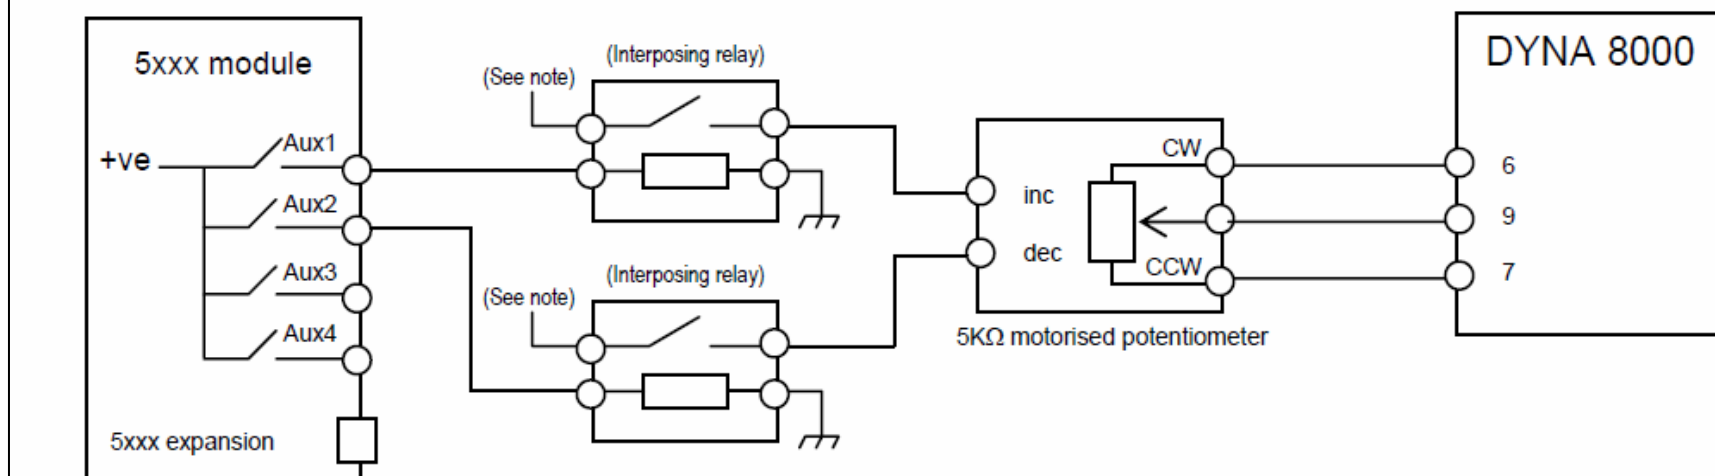 5xxx module
+ve
Aux1
Aux2
Aux3
Aux4
5xxx expansion
(See note)
(Interposing relay)
(See note)
(Interposing relay)
inc
dec
CW
CCW
5KΩ motorised potentiometer
DYNA 8000
6
9
7